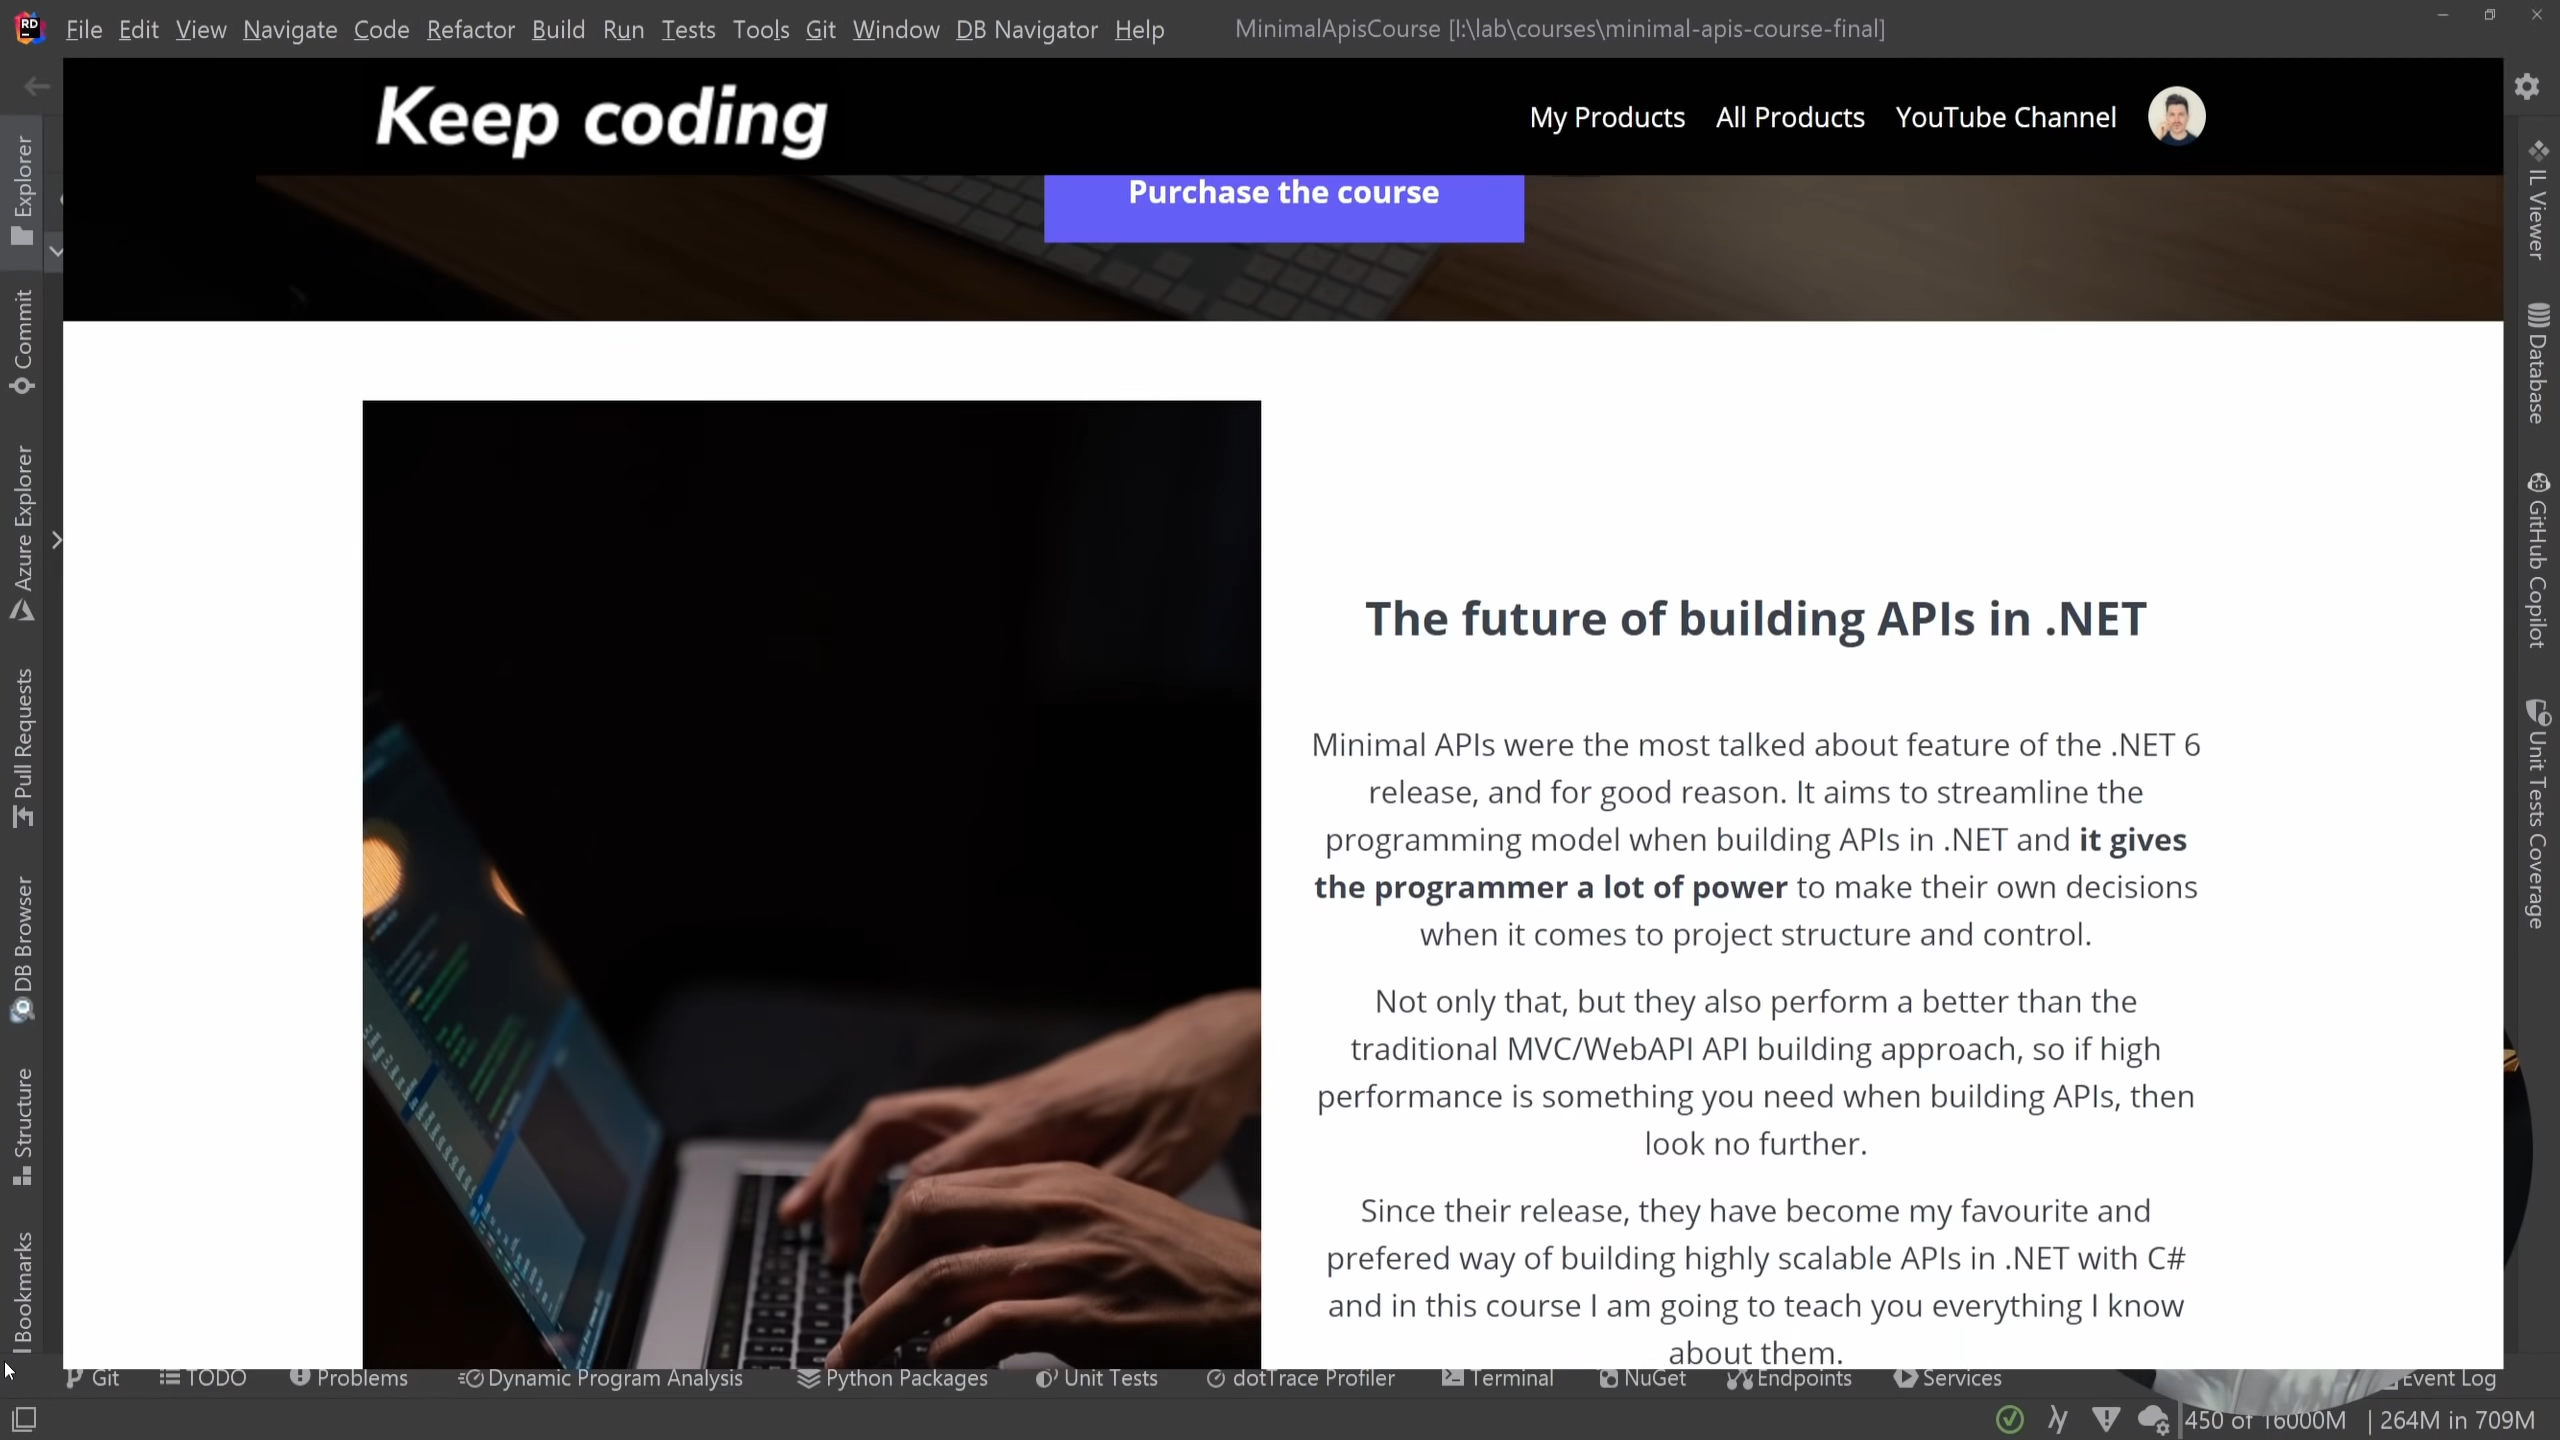 File Edit View Navigate Code Refactor Build Run Tests Tools Git Window DB Navigator Help MinimalApisCourse [I:\lab\courses\minimal-apis-course-final]
Keep coding
My Products All Products YouTube Channel
Purchase the course
The future of building APIs in .NET
Minimal APIs were the most talked about feature of the .NET 6
release, and for good reason. It aims to streamline the
programming model when building APIs in .NET and it gives
the programmer a lot of power to make their own decisions
when it comes to project structure and control.
Not only that, but they also perform a better than the
traditional MVC/WebAPI API building approach, so if high
performance is something you need when building APIs, then
look no further.
Since their release, they have become my favourite and
prefered way of building highly scalable APIs in .NET with C#
and in this course I am going to teach you everything I know
about them.
Explorer
Commit
Azure Explorer
Pull Requests
DB Browser
Structure
Bookmarks
IL Viewer
Database
GitHub Copilot
Unit Tests Coverage
Git TODO Problems Dynamic Program Analysis Python Packages Unit Tests dotTrace Profiler Terminal NuGet Endpoints Services Event Log
450 of 16000M 264M in 709M